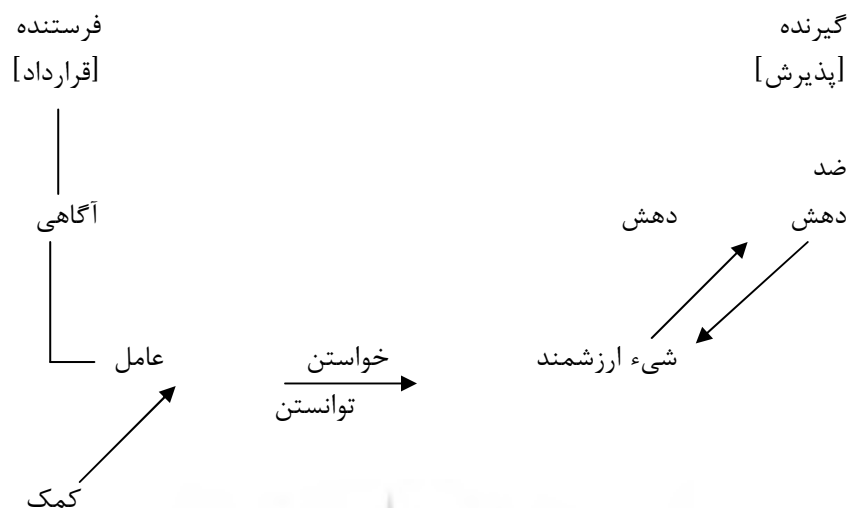 گیرنده
فرستنده
[پذیرش]
[قرارداد]
ضد
دهش
دهش
آگاهی
شیء ارزشمند
خواستن
عامل
توانستن
کمک